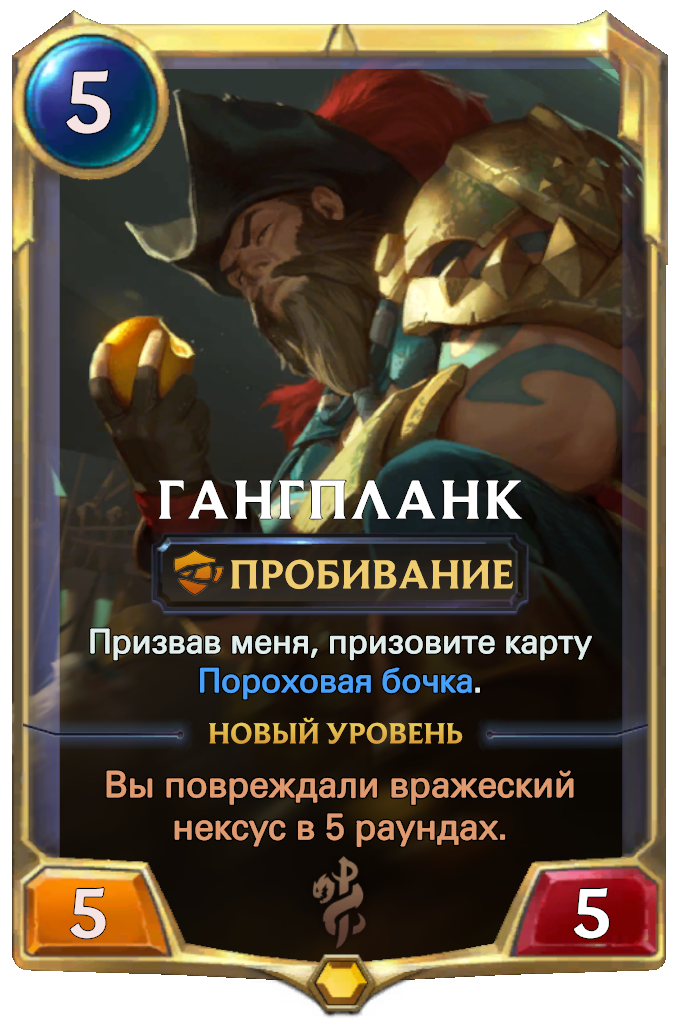 5
ГАНГПЛАНК
ПРОБИВАНИЕ
Призвав меня, призовите карту
Пороховая бочка.
НОВЫЙ УРОВЕНЬ
Вы повреждали вражеский
нексус в 5 раундах.
5
5